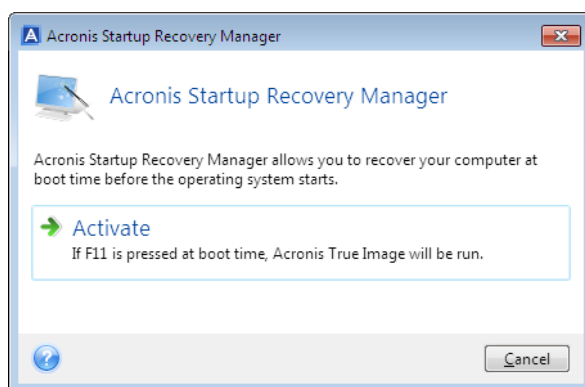 A Acronis Startup Recovery Manager
Acronis Startup Recovery Manager
Acronis Startup Recovery Manager allows you to recover your computer at
boot time before the operating system starts.
Activate
If F11 is pressed at boot time, Acronis True Image will be run.
? Cancel